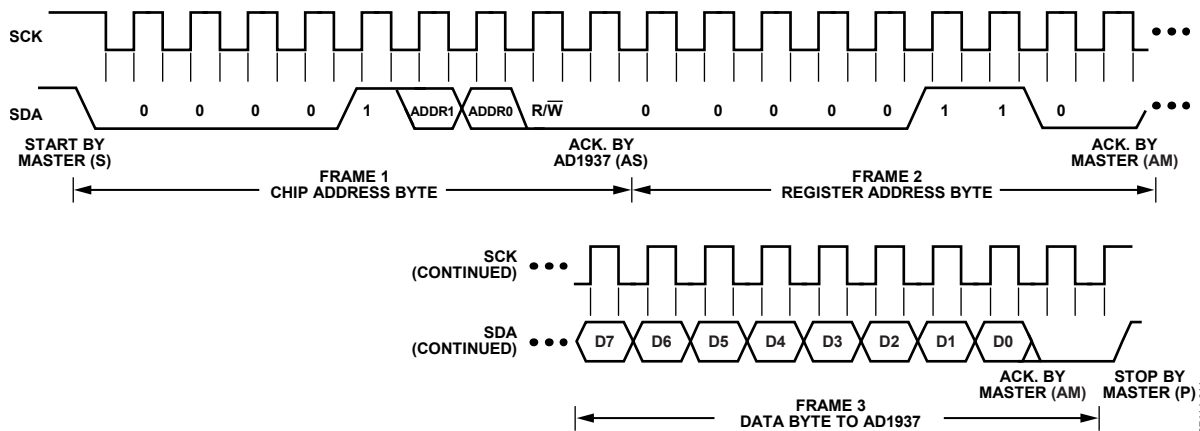 SCK
SDA
0 0 0 0 1 ADDR1 ADDR0 R/W̅ 0 0 0 0 0 1 1 0
START BY
MASTER (S)
ACK. BY
AD1937 (AS)
ACK. BY
MASTER (AM)
FRAME 1
CHIP ADDRESS BYTE
FRAME 2
REGISTER ADDRESS BYTE
SCK
(CONTINUED)
SDA
(CONTINUED)
D7 D6 D5 D4 D3 D2 D1 D0
ACK. BY
MASTER (AM)
STOP BY
MASTER (P)
FRAME 3
DATA BYTE TO AD1937